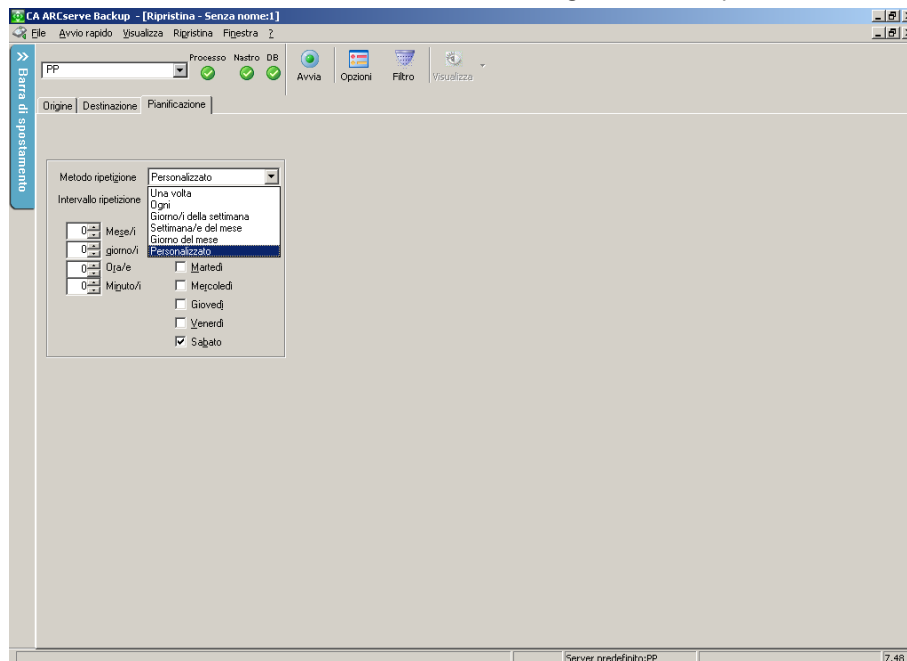 CA ARCserve Backup - [Ripristina - Senza nome:1]
File Avvio rapido Visualizza Ripristina Finestra ?
Barra di spostamento
PP
Processo Nastro DB
Avvia Opzioni Filtro Visualizza
Origine Destinazione Pianificazione
Metodo ripetizione Personalizzato
Intervallo ripetizione
Una volta
Ogni
Giorno/i della settimana
Settimana/e del mese
Giorno del mese
Personalizzato
0 Mese/i
0 giorno/i
0 Ora/e
0 Minuto/i
Martedì
Mercoledì
Giovedì
Venerdì
Sabato
Server predefinito:PP
7.48